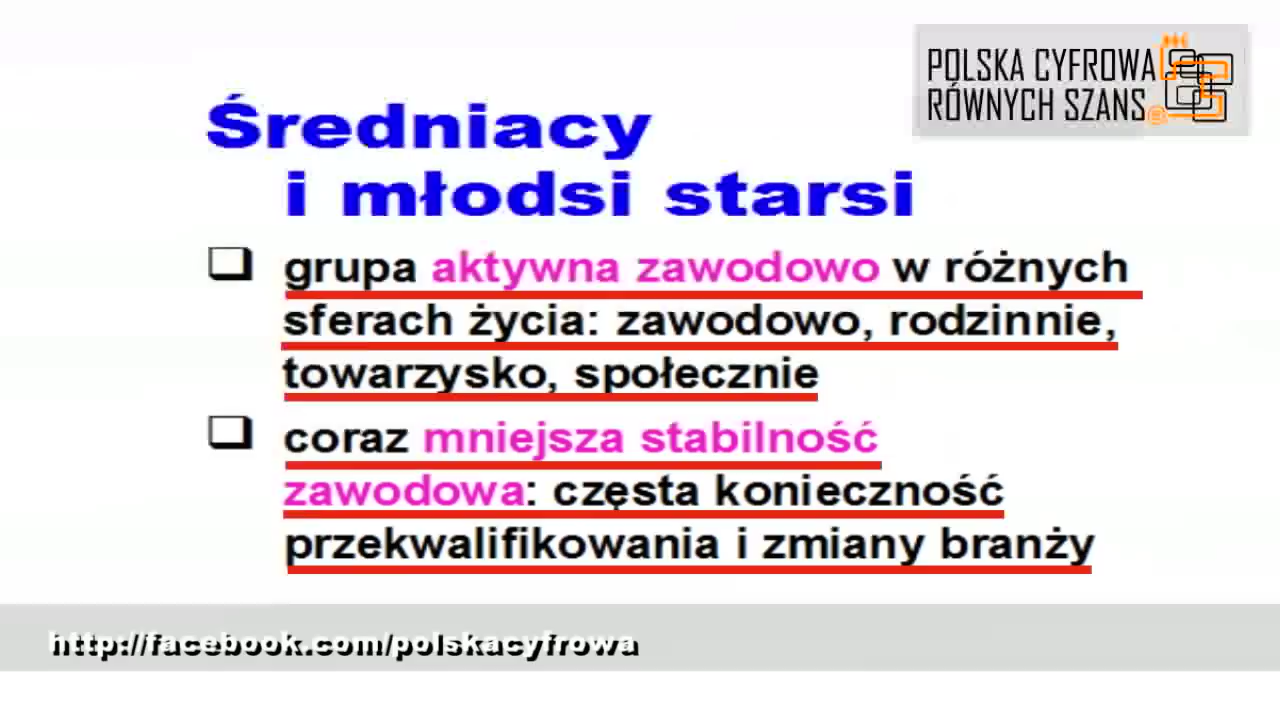 POLSKA CYFROWA
RÓWNYCH SZANS
Średniacy
i młodsi starsi
grupa aktywna zawodowo w różnych
sferach życia: zawodowo, rodzinnie,
towarzysko, społecznie
coraz mniejsza stabilność
zawodowa: częsta konieczność
przekwalifikowania i zmiany branży
http://facebook.com/polskacyfrowa